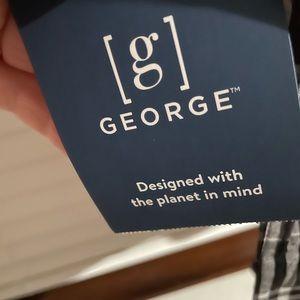 [g]
GEORGE™
Designed with
the planet in mind